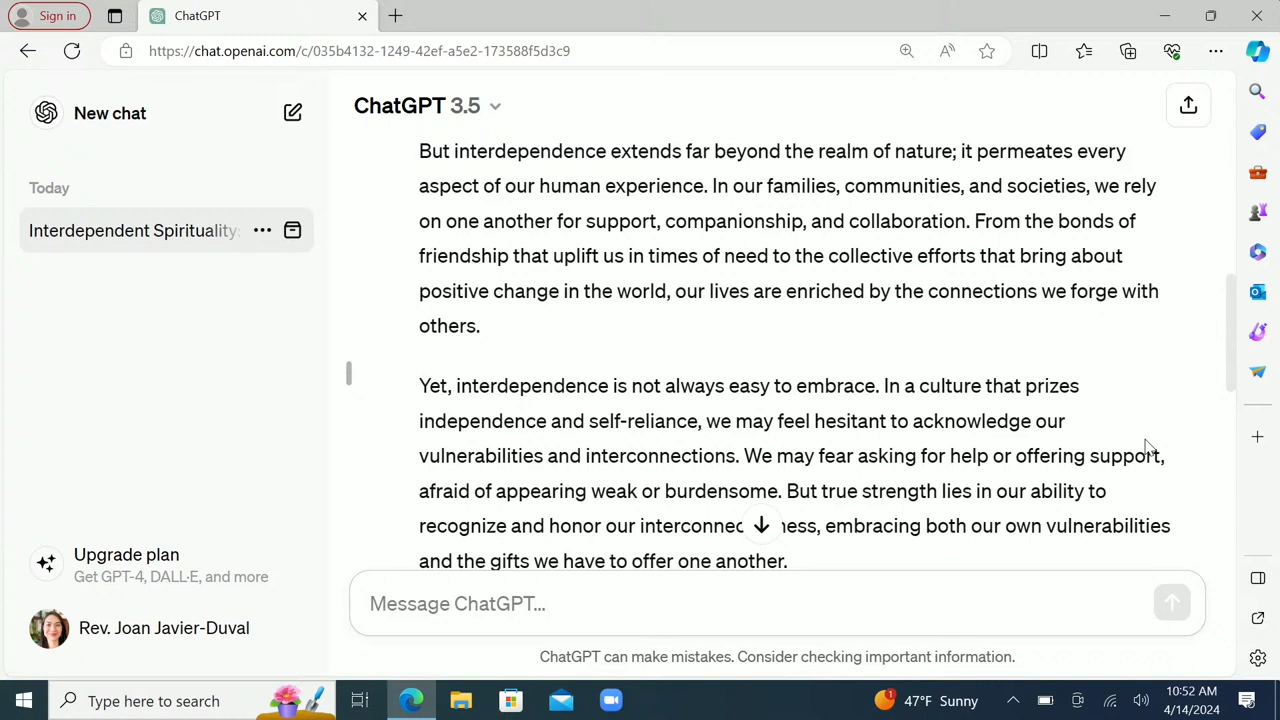 Sign in
ChatGPT
https://chat.openai.com/c/035b4132-1249-42ef-a5e2-173588f5d3c9
New chat
Today
Interdependent Spirituality:
Upgrade plan
Get GPT-4, DALL·E, and more
Rev. Joan Javier-Duval
ChatGPT 3.5
But interdependence extends far beyond the realm of nature; it permeates every
aspect of our human experience. In our families, communities, and societies, we rely
on one another for support, companionship, and collaboration. From the bonds of
friendship that uplift us in times of need to the collective efforts that bring about
positive change in the world, our lives are enriched by the connections we forge with
others.
Yet, interdependence is not always easy to embrace. In a culture that prizes
independence and self-reliance, we may feel hesitant to acknowledge our
vulnerabilities and interconnections. We may fear asking for help or offering support,
afraid of appearing weak or burdensome. But true strength lies in our ability to
recognize and honor our interconnec ness, embracing both our own vulnerabilities
and the gifts we have to offer one another.
Message ChatGPT...
ChatGPT can make mistakes. Consider checking important information.
Type here to search
1
47°F Sunny
10:52 AM
4/14/2024